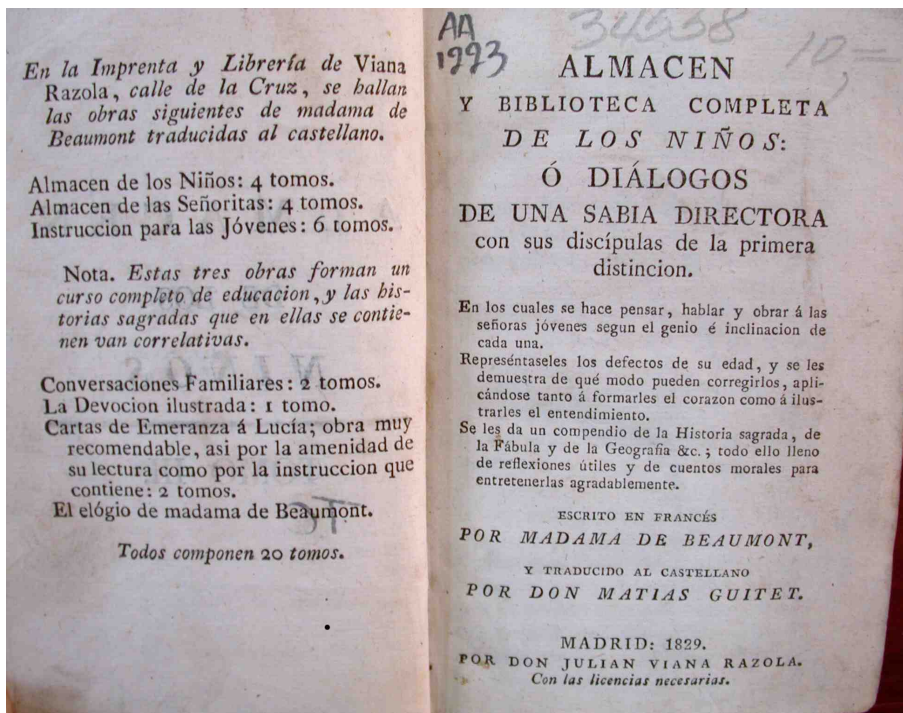 En la Imprenta y Librería de Viana
Razola, calle de la Cruz, se hallan
las obras siguientes de madama de
Beaumont traducidas al castellano.
Almacen de los Niños: 4 tomos.
Almacen de las Señoritas: 4 tomos.
Instruccion para las Jóvenes: 6 tomos.
Nota. Estas tres obras forman un
curso completo de educacion, y las his-
torias sagradas que en ellas se contie-
nen van correlativas.
Conversaciones Familiares: 2 tomos.
La Devocion ilustrada: 1 tomo.
Cartas de Emeranza á Lucía; obra muy
recomendable, asi por la amenidad de
su lectura como por la instruccion que
contiene: 2 tomos.
El elógio de madama de Beaumont.
Todos componen 20 tomos.
AA
1993
34538
10=
ALMACEN
Y BIBLIOTECA COMPLETA
DE LOS NIÑOS:
Ó DIÁLOGOS
DE UNA SABIA DIRECTORA
con sus discípulas de la primera
distincion.
En los cuales se hace pensar, hablar y obrar á las
señoras jóvenes segun el genio é inclinacion de
cada una.
Represéntaseles los defectos de su edad, y se les
demuestra de qué modo pueden corregirlos, apli-
cándose tanto á formarles el corazon como á ilus-
trarles el entendimiento.
Se les da un compendio de la Historia sagrada, de
la Fábula y de la Geografia &c.; todo ello lleno
de reflexiones útiles y de cuentos morales para
entretenerlas agradablemente.
ESCRITO EN FRANCÉS
POR MADAMA DE BEAUMONT,
Y TRADUCIDO AL CASTELLANO
POR DON MATIAS GUITET.
MADRID: 1829.
POR DON JULIAN VIANA RAZOLA.
Con las licencias necesarias.